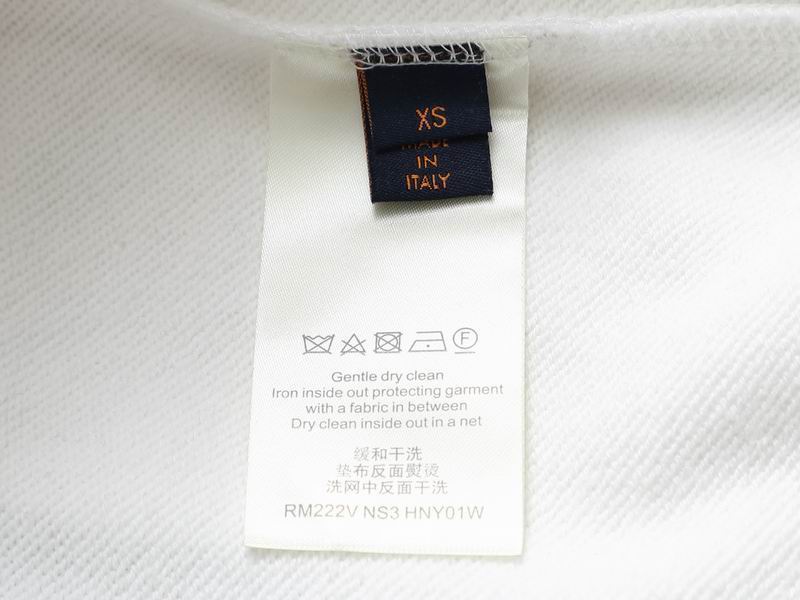 XS
MADE
IN
ITALY
F
Gentle dry clean
Iron inside out protecting garment
with a fabric in between
Dry clean inside out in a net
缓和干洗
垫布反面熨烫
洗网中反面干洗
RM222V NS3 HNY01W